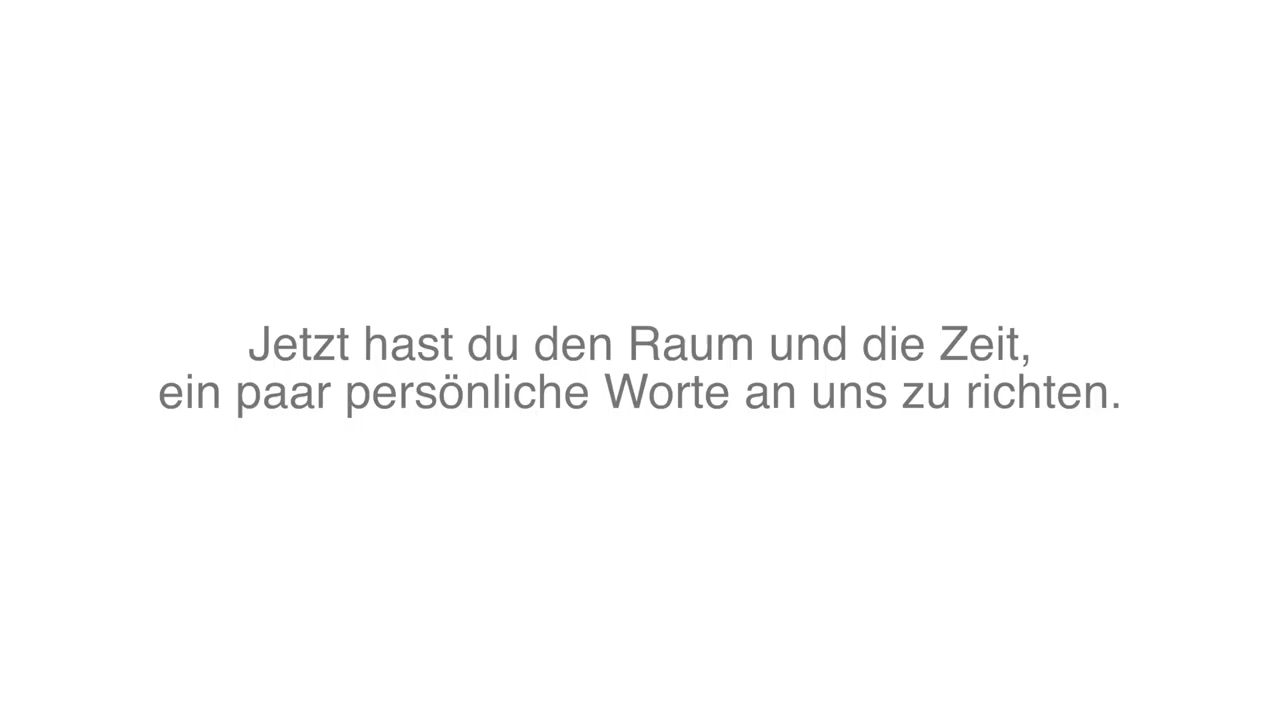 Jetzt hast du den Raum und die Zeit,
ein paar persönliche Worte an uns zu richten.